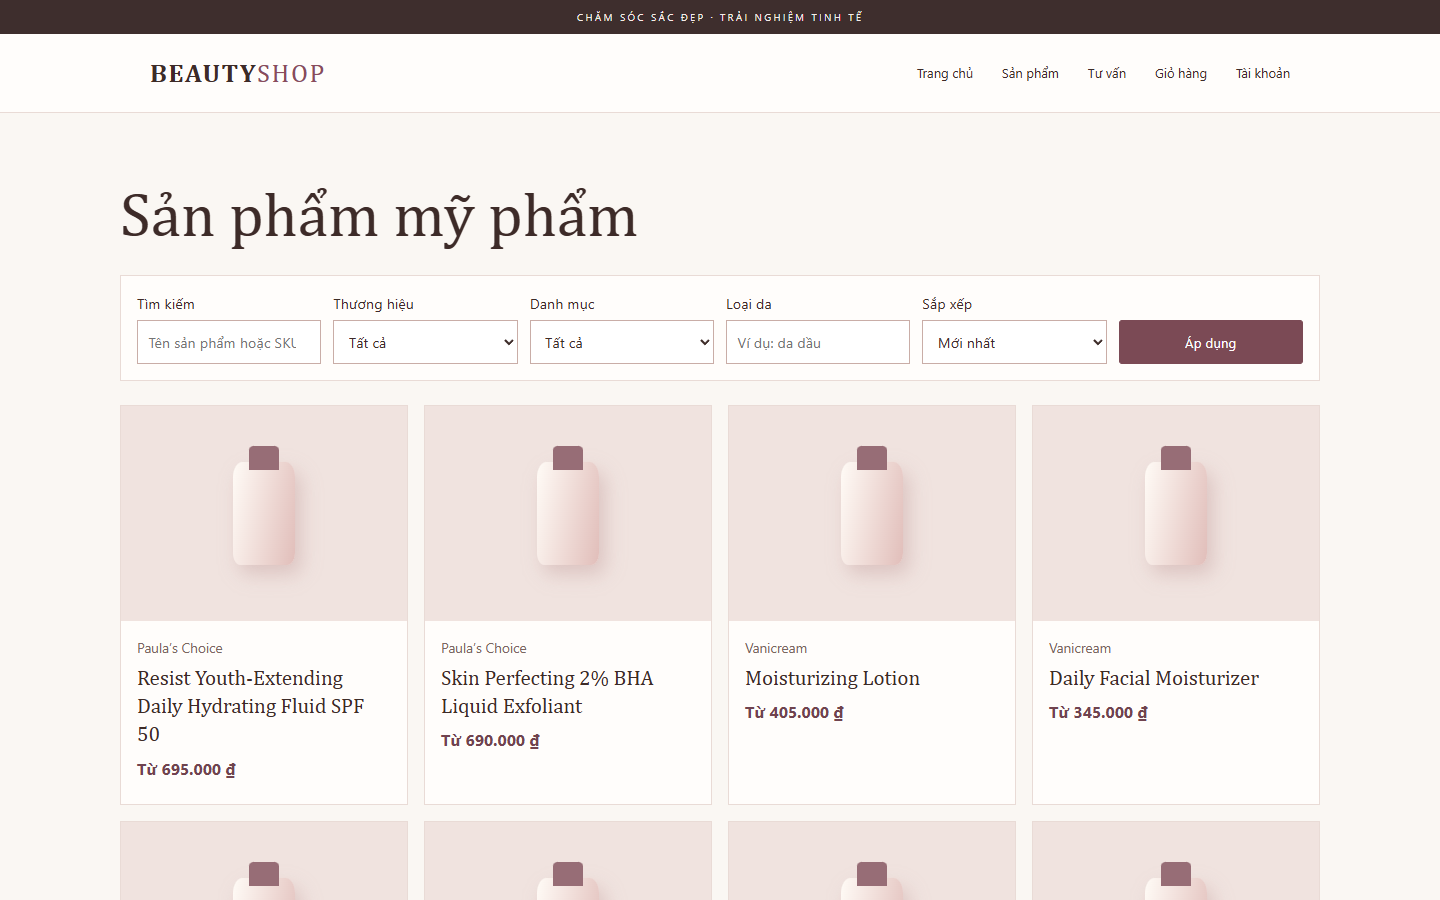 CHĂM SÓC SẮC ĐẸP · TRẢI NGHIỆM TINH TẾ
BEAUTYSHOP
Trang chủ
Sản phẩm
Tư vấn
Giỏ hàng
Tài khoản
Sản phẩm mỹ phẩm
Tìm kiếm
Thương hiệu
Danh mục
Loại da
Sắp xếp
Tên sản phẩm hoặc SKU
Tất cả
Tất cả
Ví dụ: da dầu
Mới nhất
Áp dụng
Paula's Choice
Resist Youth-Extending
Daily Hydrating Fluid SPF
50
Từ 695.000 ₫
Paula's Choice
Skin Perfecting 2% BHA
Liquid Exfoliant
Từ 690.000 ₫
Vanicream
Moisturizing Lotion
Từ 405.000 ₫
Vanicream
Daily Facial Moisturizer
Từ 345.000 ₫